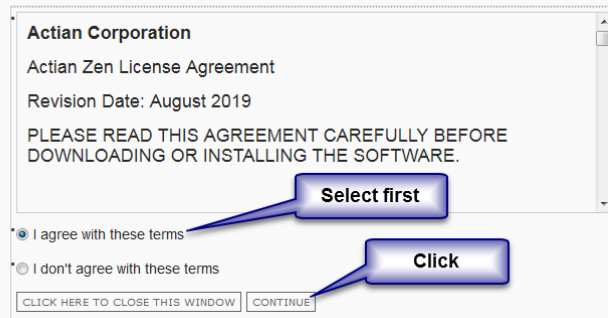 Actian Corporation
Actian Zen License Agreement
Revision Date: August 2019
PLEASE READ THIS AGREEMENT CAREFULLY BEFORE
DOWNLOADING OR INSTALLING THE SOFTWARE.
Select first
I agree with these terms
Click
I don't agree with these terms
CLICK HERE TO CLOSE THIS WINDOW
CONTINUE